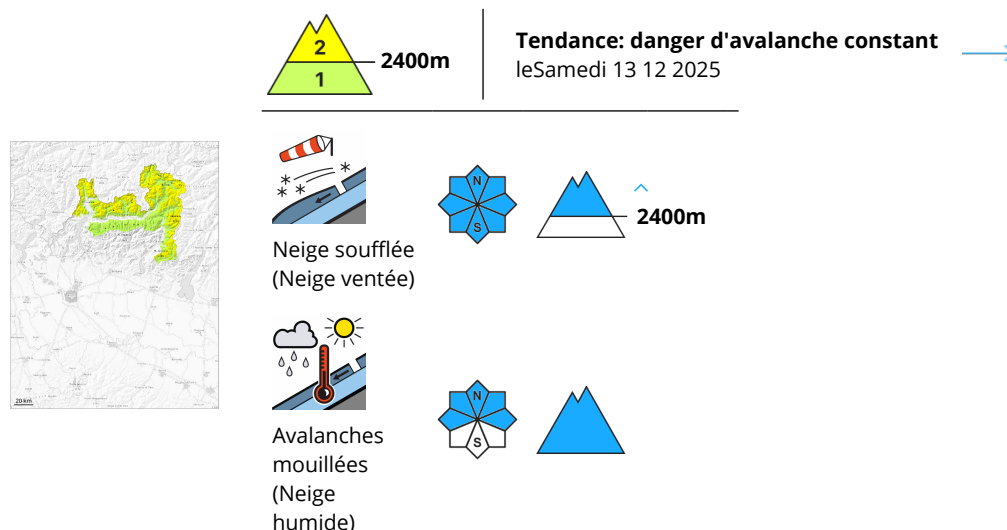 2
1
2400m
Tendance: danger d'avalanche constant
leSamedi 13 12 2025
20 km
Neige soufflée
(Neige ventée)
N
S
2400m
Avalanches
mouillées
(Neige
humide)
N
S